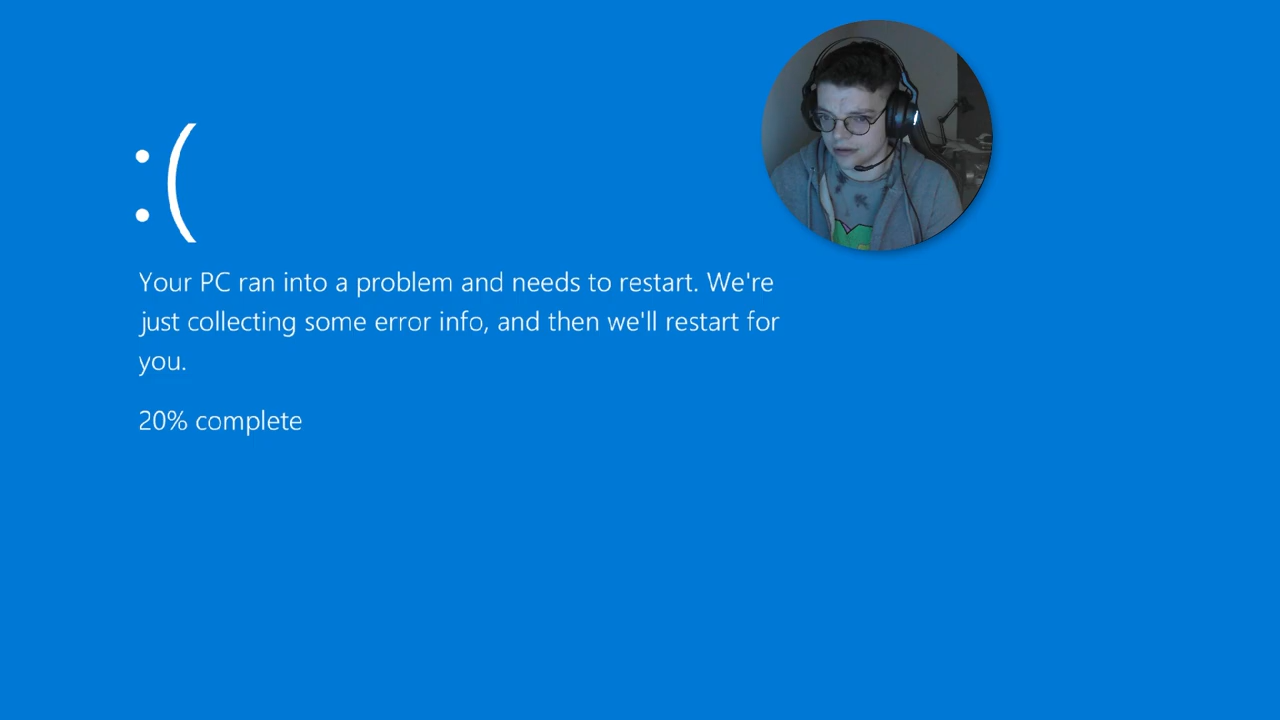 :(
Your PC ran into a problem and needs to restart. We're
just collecting some error info, and then we'll restart for
you.
20% complete